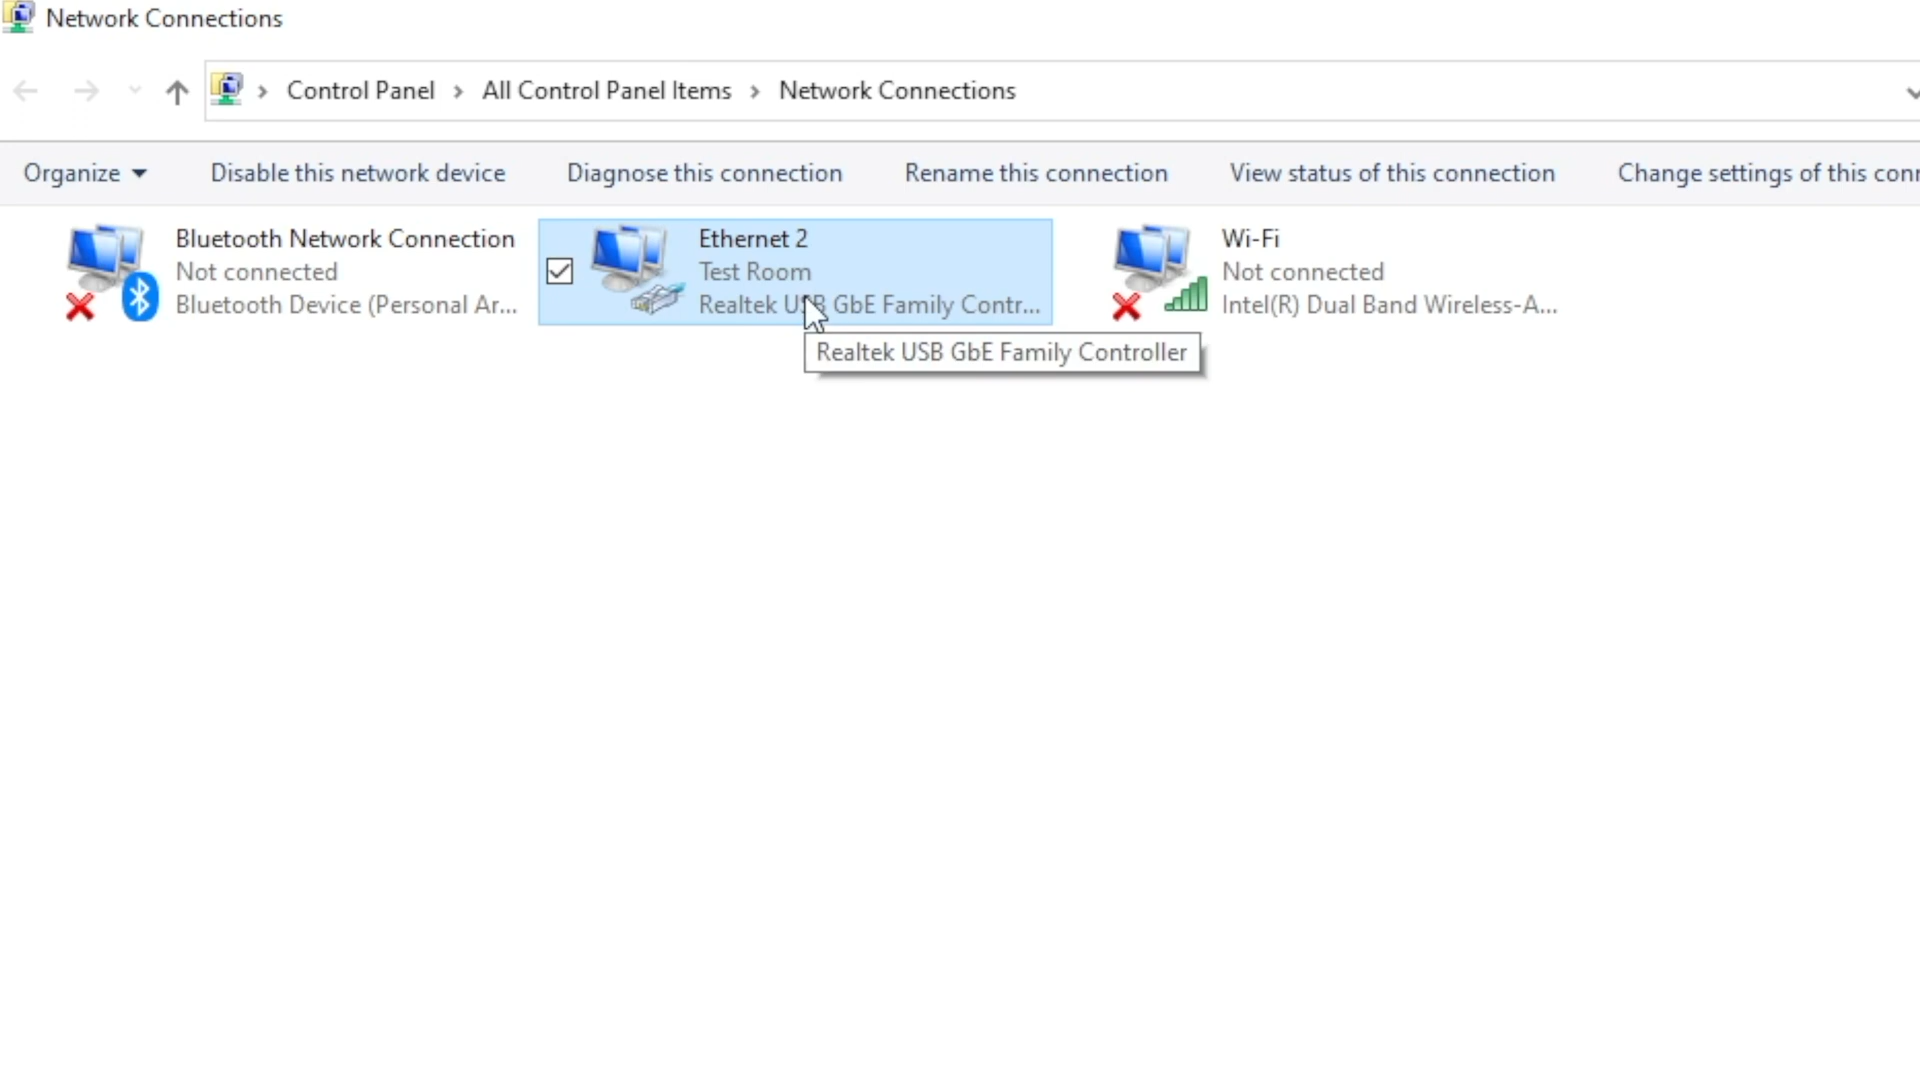 Network Connections
Control Panel > All Control Panel Items > Network Connections
Organize Disable this network device Diagnose this connection Rename this connection View status of this connection Change settings of this conn
Bluetooth Network Connection
Not connected
Bluetooth Device (Personal Ar...
Ethernet 2
Test Room
Realtek USB GbE Family Contr...
Wi-Fi
Not connected
Intel(R) Dual Band Wireless-A...
Realtek USB GbE Family Controller